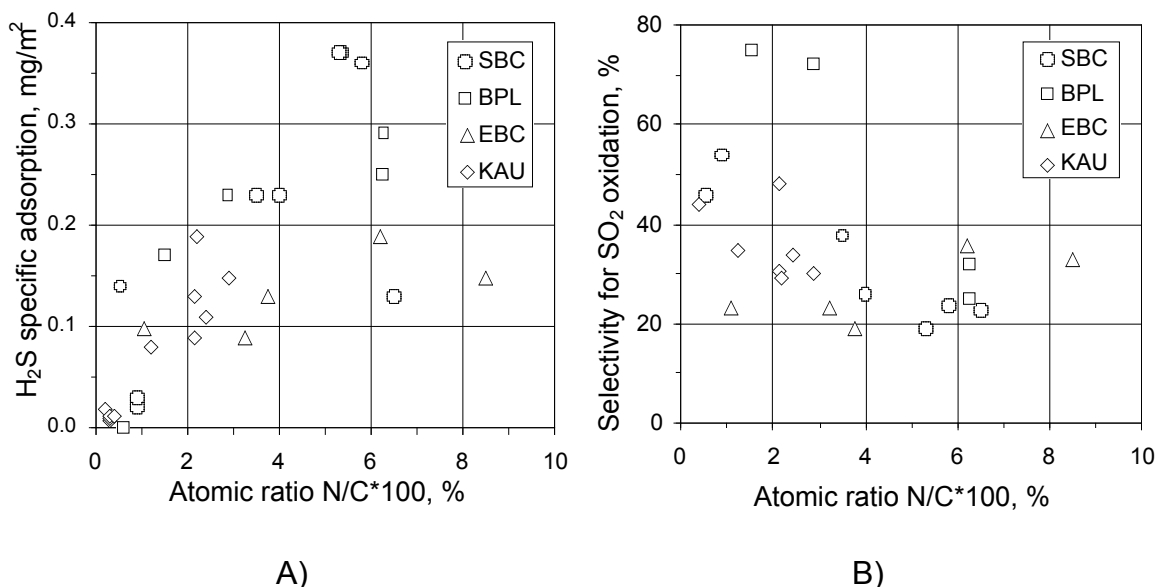 H2S specific adsorption, mg/m²
0.4
0.3
0.2
0.1
0.0
SBC
BPL
EBC
KAU
0 2 4 6 8 10
Atomic ratio N/C*100, %
A)
Selectivity for SO2 oxidation, %
80
60
40
20
0
SBC
BPL
EBC
KAU
0 2 4 6 8 10
Atomic ratio N/C*100, %
B)